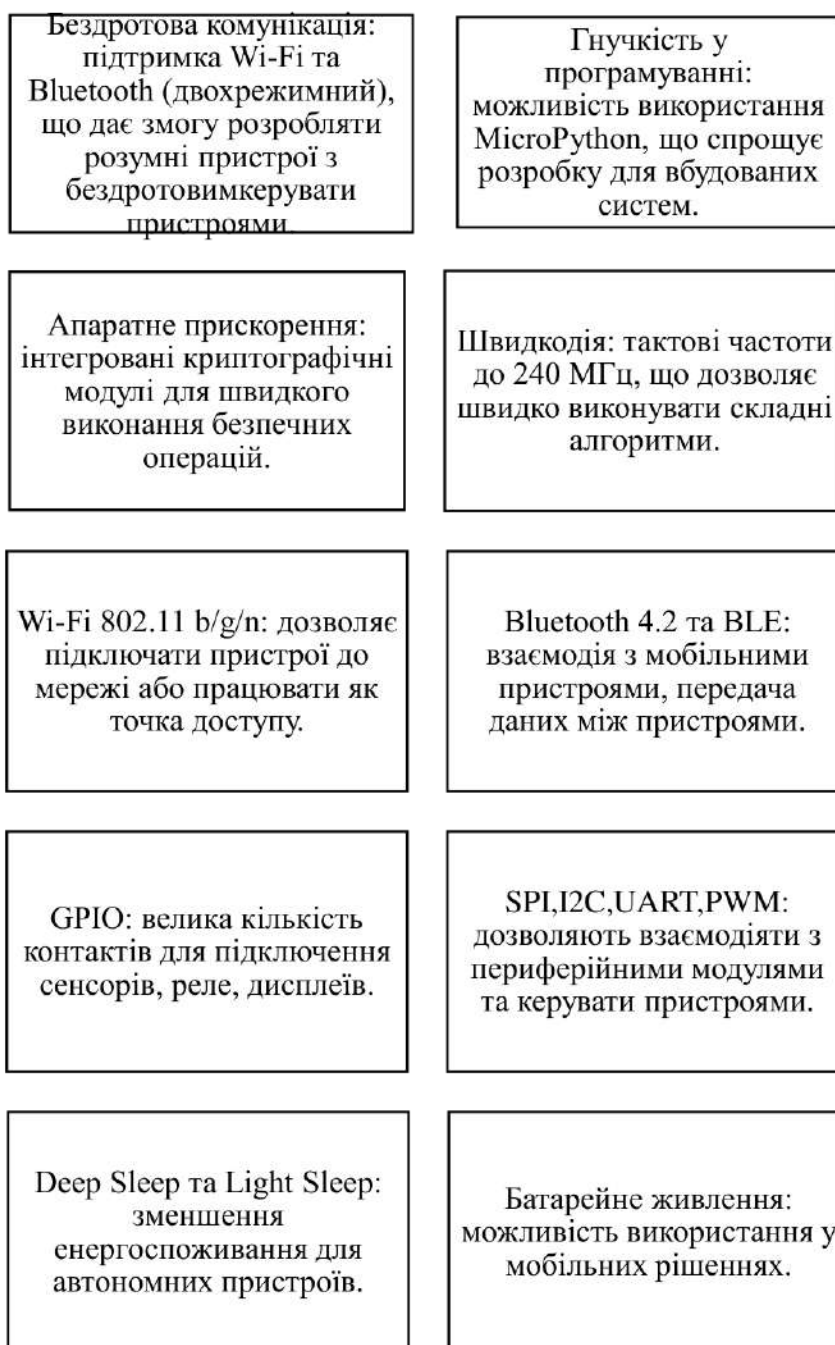 Бездротова комунікація:
підтримка Wi-Fi та
Bluetooth (двохрежимний),
що дає змогу розробляти
розумні пристрої з
бездротовимкерувати
пристроями.
Гнучкість у
програмуванні:
можливість використання
MicroPython, що спрощує
розробку для вбудованих
систем.
Апаратне прискорення:
інтегровані криптографічні
модулі для швидкого
виконання безпечних
операцій.
Швидкодія: тактові частоти
до 240 МГц, що дозволяє
швидко виконувати складні
алгоритми.
Wi-Fi 802.11 b/g/n: дозволяє
підключати пристрої до
мережі або працювати як
точка доступу.
Bluetooth 4.2 та BLE:
взаємодія з мобільними
пристроями, передача
даних між пристроями.
GPIO: велика кількість
контактів для підключення
сенсорів, реле, дисплеїв.
SPI,I2C,UART,PWM:
дозволяють взаємодіяти з
периферійними модулями
та керувати пристроями.
Deep Sleep та Light Sleep:
зменшення
енергоспоживання для
автономних пристроїв.
Батарейне живлення:
можливість використання у
мобільних рішеннях.